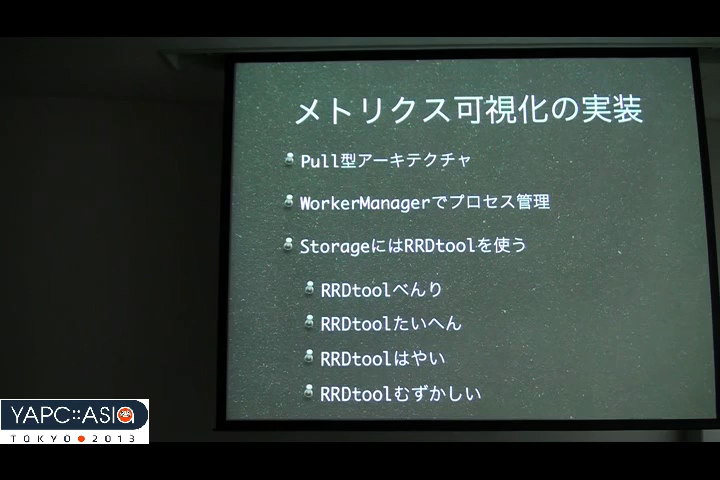 メトリクス可視化の実装
Pull型アーキテクチャ
WorkerManagerでプロセス管理
StorageにはRRDtoolを使う
RRDtoolべんり
RRDtoolたいへん
RRDtoolはやい
RRDtoolむずかしい
YAPC::ASIA
TOKYO 2013